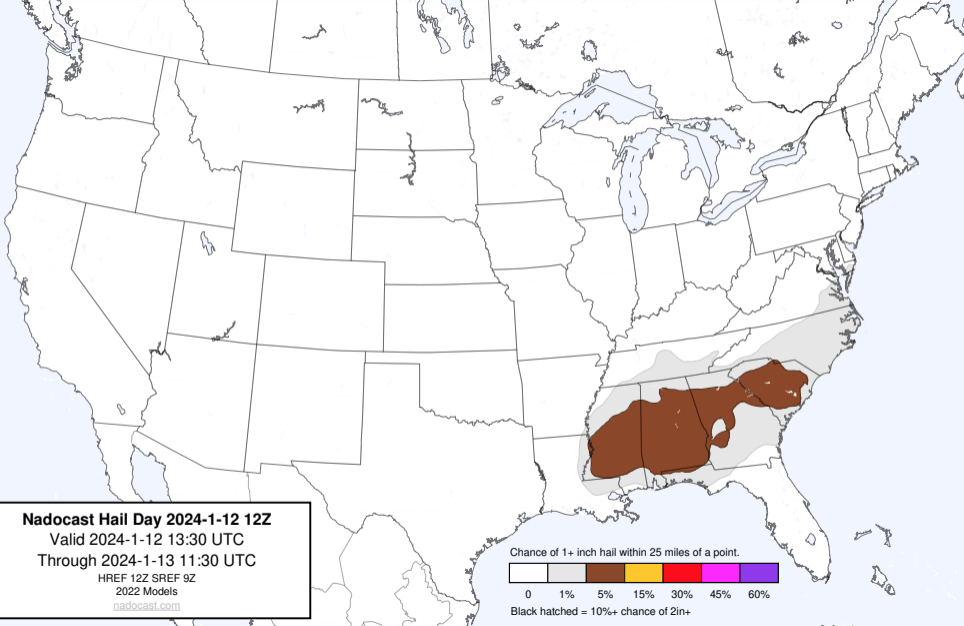 Nadocast Hail Day 2024-1-12 12Z
Valid 2024-1-12 13:30 UTC
Through 2024-1-13 11:30 UTC
HREF 12Z SREF 9Z
2022 Models
nadocast.com
Chance of 1+ inch hail within 25 miles of a point.
0 1% 5% 15% 30% 45% 60%
Black hatched = 10%+ chance of 2in+